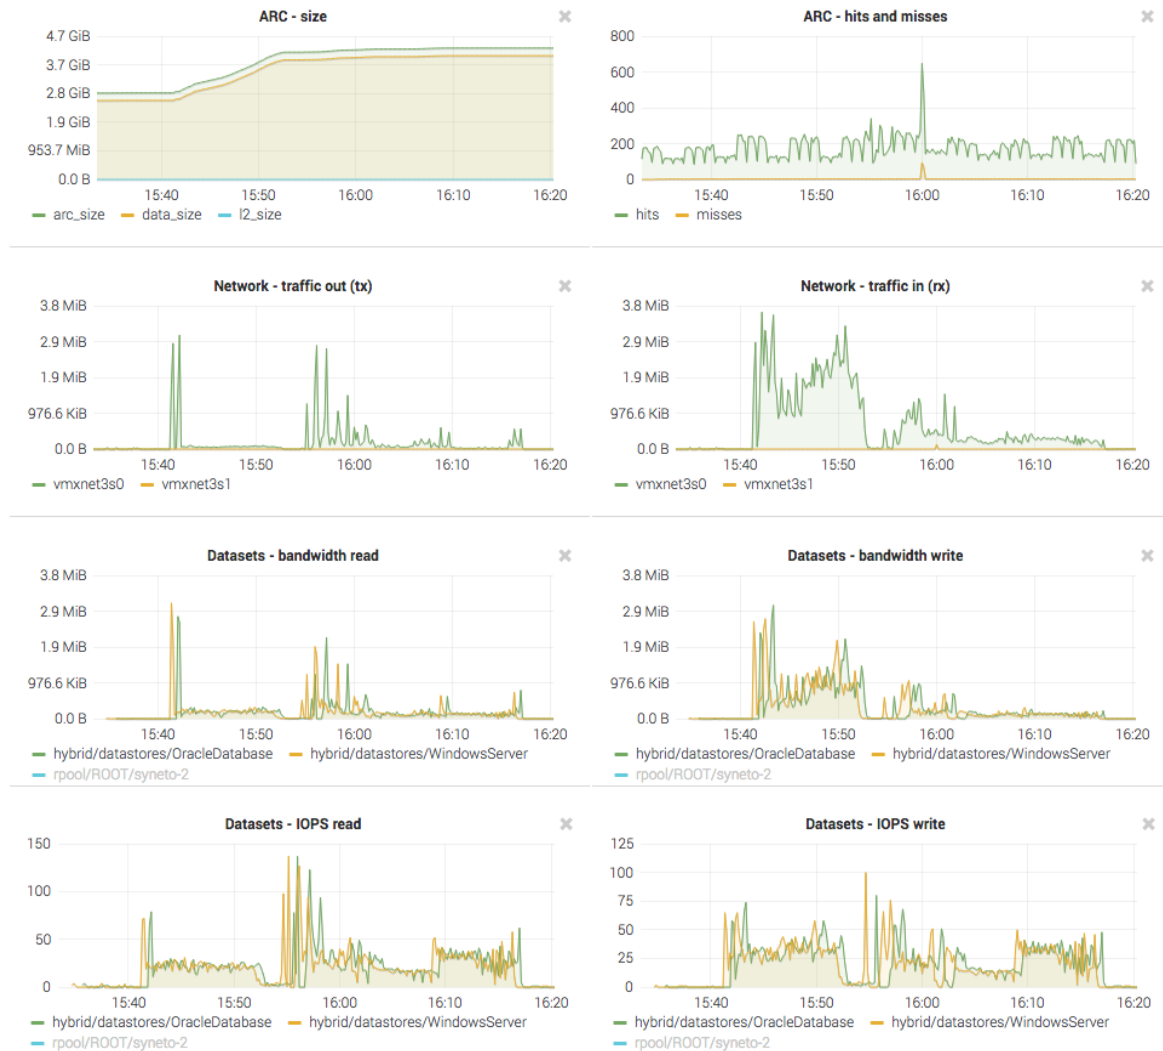 ARC - size
4.7 GiB
3.7 GiB
2.8 GiB
1.9 GiB
953.7 MiB
0.0 B
15:40 15:50 16:00 16:10 16:20
arc_size data_size l2_size
ARC - hits and misses
800
600
400
200
0
15:40 15:50 16:00 16:10 16:20
hits misses
Network - traffic out (tx)
3.8 MiB
2.9 MiB
1.9 MiB
976.6 KiB
0.0 B
15:40 15:50 16:00 16:10 16:20
vmxnet3s0 vmxnet3s1
Network - traffic in (rx)
3.8 MiB
2.9 MiB
1.9 MiB
976.6 KiB
0.0 B
15:40 15:50 16:00 16:10 16:20
vmxnet3s0 vmxnet3s1
Datasets - bandwidth read
3.8 MiB
2.9 MiB
1.9 MiB
976.6 KiB
0.0 B
15:40 15:50 16:00 16:10 16:20
hybrid/datastores/OracleDatabase hybrid/datastores/WindowsServer
rpool/ROOT/syneto-2
Datasets - bandwidth write
3.8 MiB
2.9 MiB
1.9 MiB
976.6 KiB
0.0 B
15:40 15:50 16:00 16:10 16:20
hybrid/datastores/OracleDatabase hybrid/datastores/WindowsServer
rpool/ROOT/syneto-2
Datasets - IOPS read
150
100
50
0
15:40 15:50 16:00 16:10 16:20
hybrid/datastores/OracleDatabase hybrid/datastores/WindowsServer
rpool/ROOT/syneto-2
Datasets - IOPS write
125
100
75
50
25
0
15:40 15:50 16:00 16:10 16:20
hybrid/datastores/OracleDatabase hybrid/datastores/WindowsServer
rpool/ROOT/syneto-2